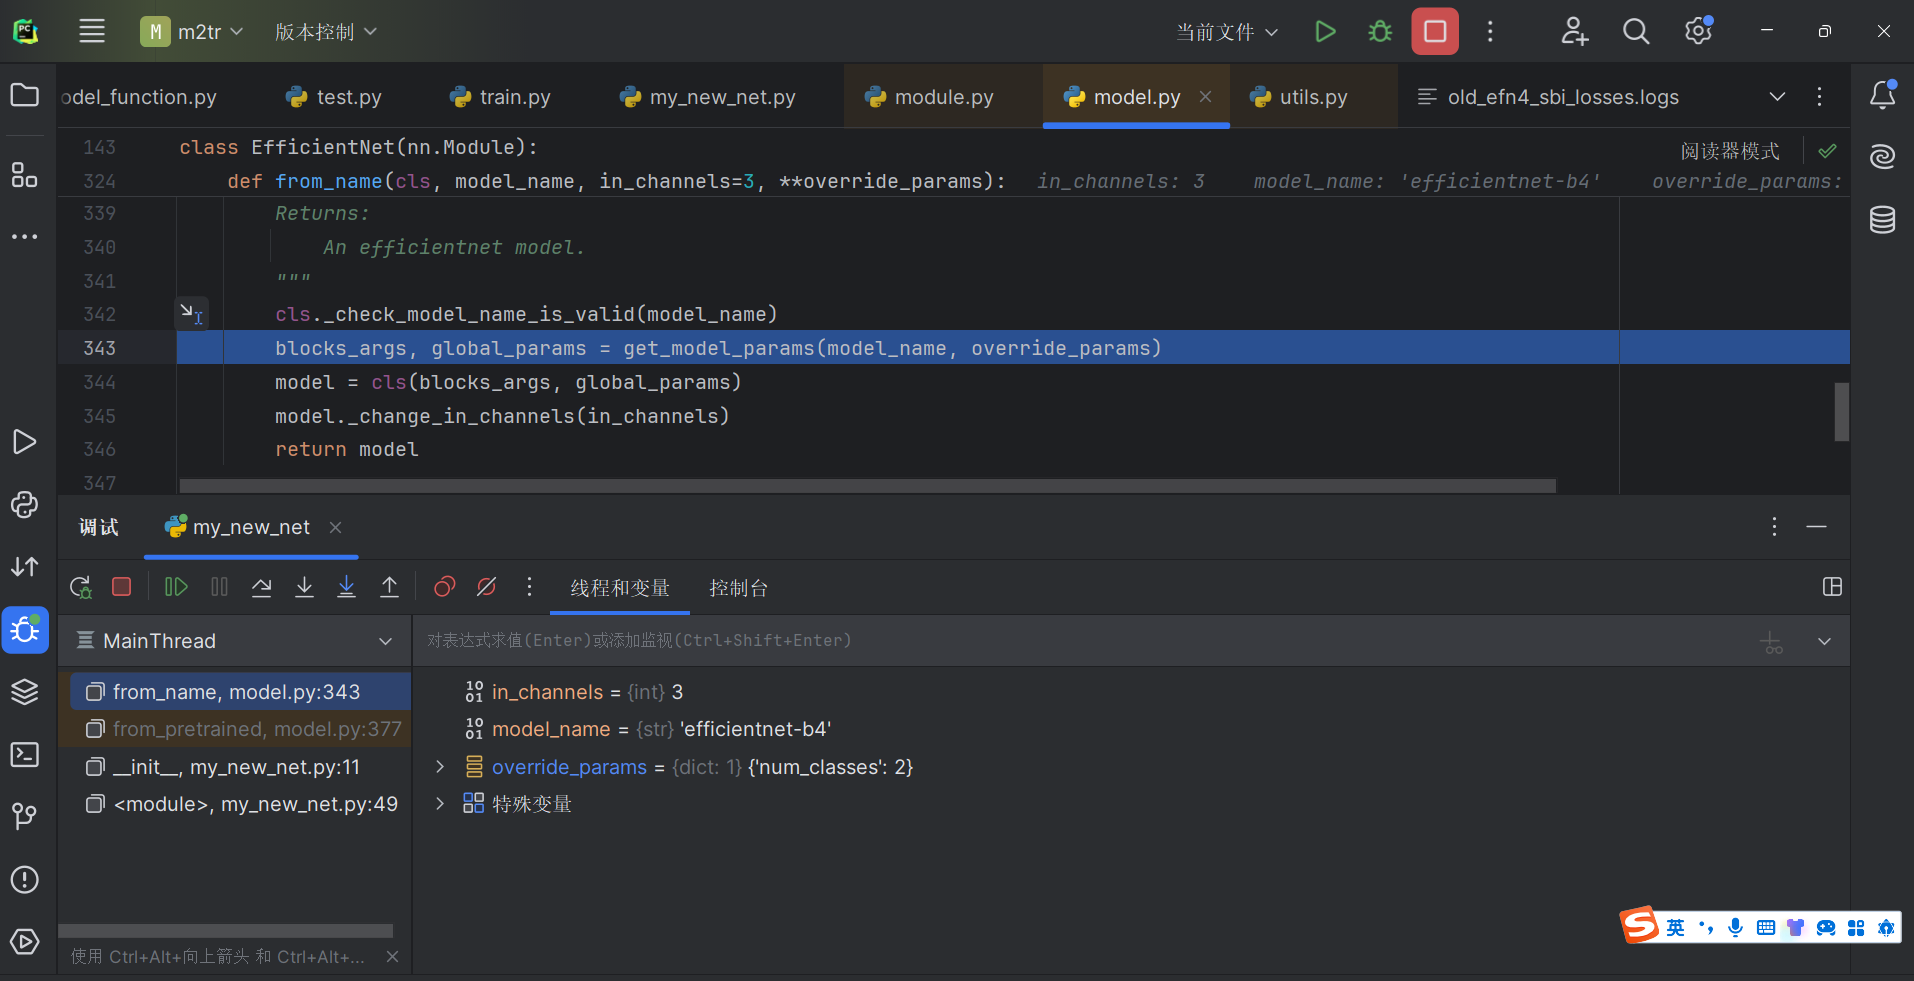 PC
M m2tr 版本控制 当前文件
odel_function.py test.py train.py my_new_net.py module.py model.py utils.py old_efn4_sbi_losses.logs
143 class EfficientNet(nn.Module): 阅读器模式
324 def from_name(cls, model_name, in_channels=3, **override_params): in_channels: 3 model_name: 'efficientnet-b4' override_params:
339 Returns:
340 An efficientnet model.
341 """
342 cls._check_model_name_is_valid(model_name)
343 blocks_args, global_params = get_model_params(model_name, override_params)
344 model = cls(blocks_args, global_params)
345 model._change_in_channels(in_channels)
346 return model
347
调试 my_new_net
线程和变量 控制台
MainThread 对表达式求值(Enter)或添加监视(Ctrl+Shift+Enter)
from_name, model.py:343
from_pretrained, model.py:377
__init__, my_new_net.py:11
<module>, my_new_net.py:49
in_channels = {int} 3
model_name = {str} 'efficientnet-b4'
override_params = {dict: 1} {'num_classes': 2}
特殊变量
使用 Ctrl+Alt+向上箭头 和 Ctrl+Alt+...
S 英